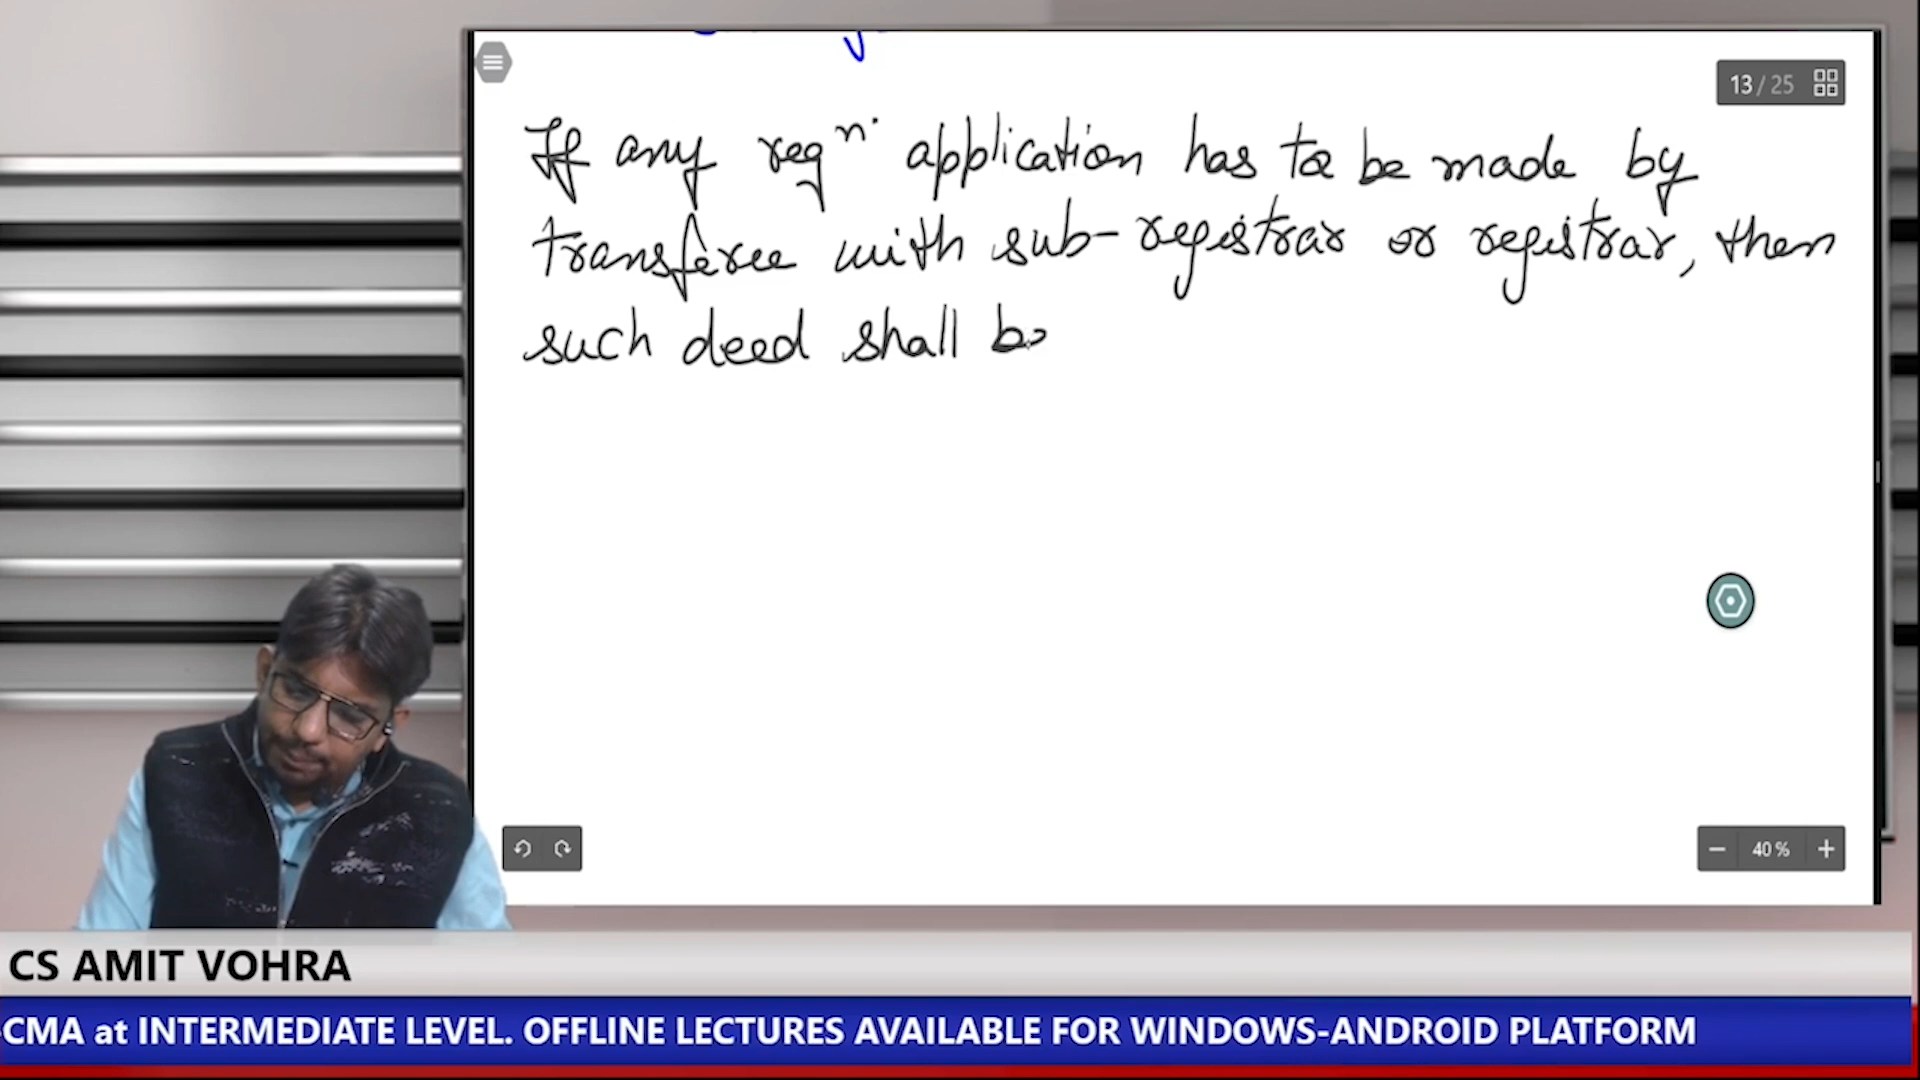 13 / 25
If any reg^n. application has to be made by
transferee with sub-registrar or registrar, then
such deed shall be
40 %
CS AMIT VOHRA
CMA at INTERMEDIATE LEVEL. OFFLINE LECTURES AVAILABLE FOR WINDOWS-ANDROID PLATFORM